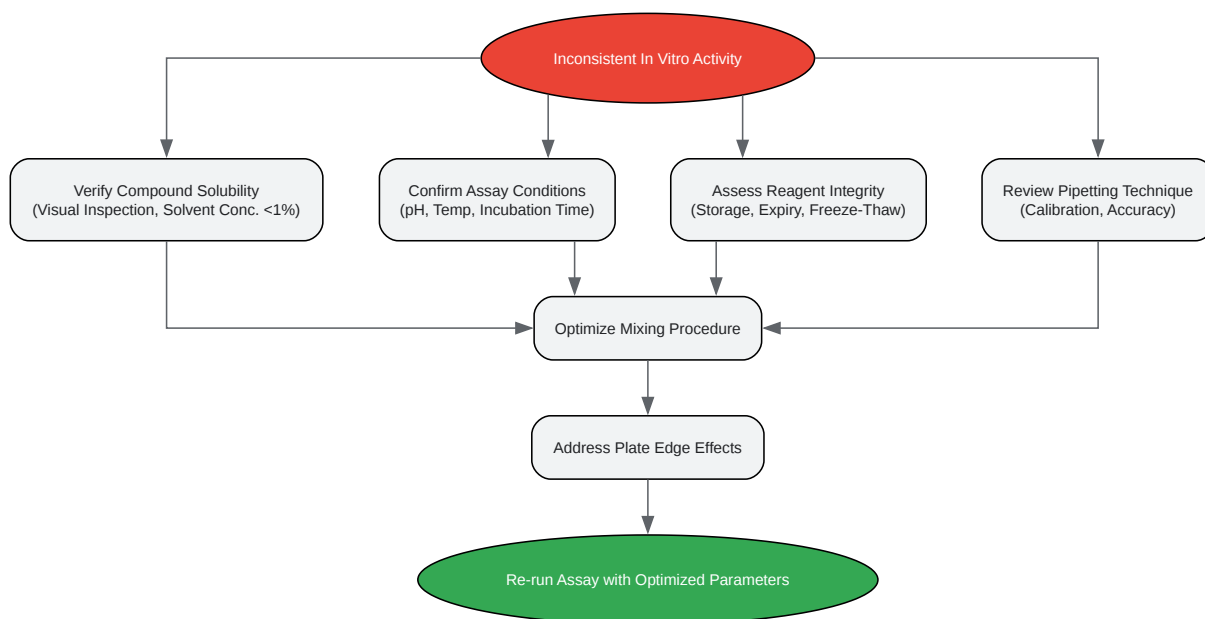 Inconsistent In Vitro Activity
Verify Compound Solubility
(Visual Inspection, Solvent Conc. <1%)
Confirm Assay Conditions
(pH, Temp, Incubation Time)
Assess Reagent Integrity
(Storage, Expiry, Freeze-Thaw)
Review Pipetting Technique
(Calibration, Accuracy)
Optimize Mixing Procedure
Address Plate Edge Effects
Re-run Assay with Optimized Parameters